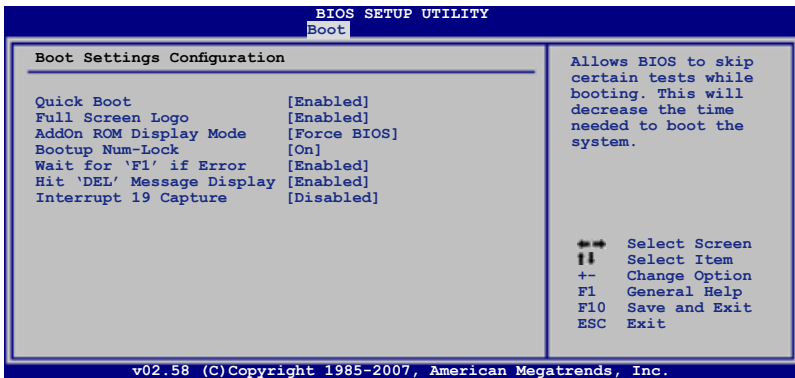 BIOS SETUP UTILITY
Boot
Boot Settings Configuration
Quick Boot [Enabled]
Full Screen Logo [Enabled]
AddOn ROM Display Mode [Force BIOS]
Bootup Num-Lock [On]
Wait for ‘F1’ if Error [Enabled]
Hit ‘DEL’ Message Display [Enabled]
Interrupt 19 Capture [Disabled]
Allows BIOS to skip
certain tests while
booting. This will
decrease the time
needed to boot the
system.
←→ Select Screen
↑↓ Select Item
+- Change Option
F1 General Help
F10 Save and Exit
ESC Exit
v02.58 (C)Copyright 1985-2007, American Megatrends, Inc.